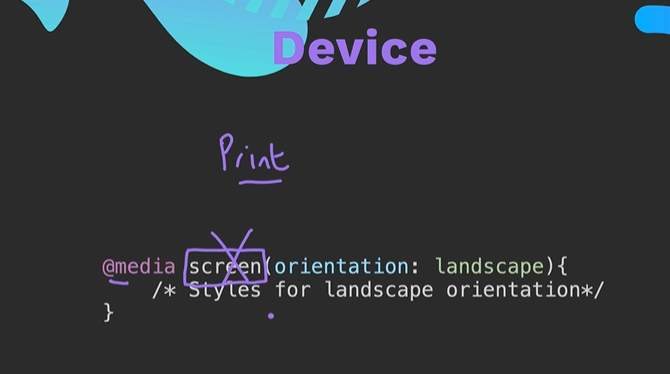 Device
Print
@media screen(orientation: landscape){
/* Styles for landscape orientation*/
}